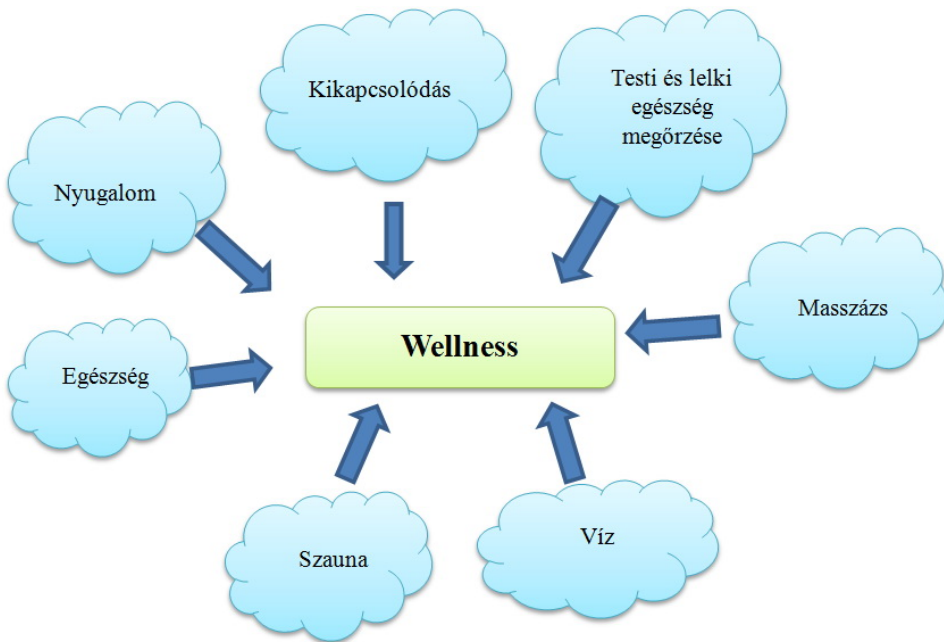 Kikapcsolódás
Testi és lelki
egészség
megőrzése
Nyugalom
Masszázs
Wellness
Egészség
Szauna
Víz